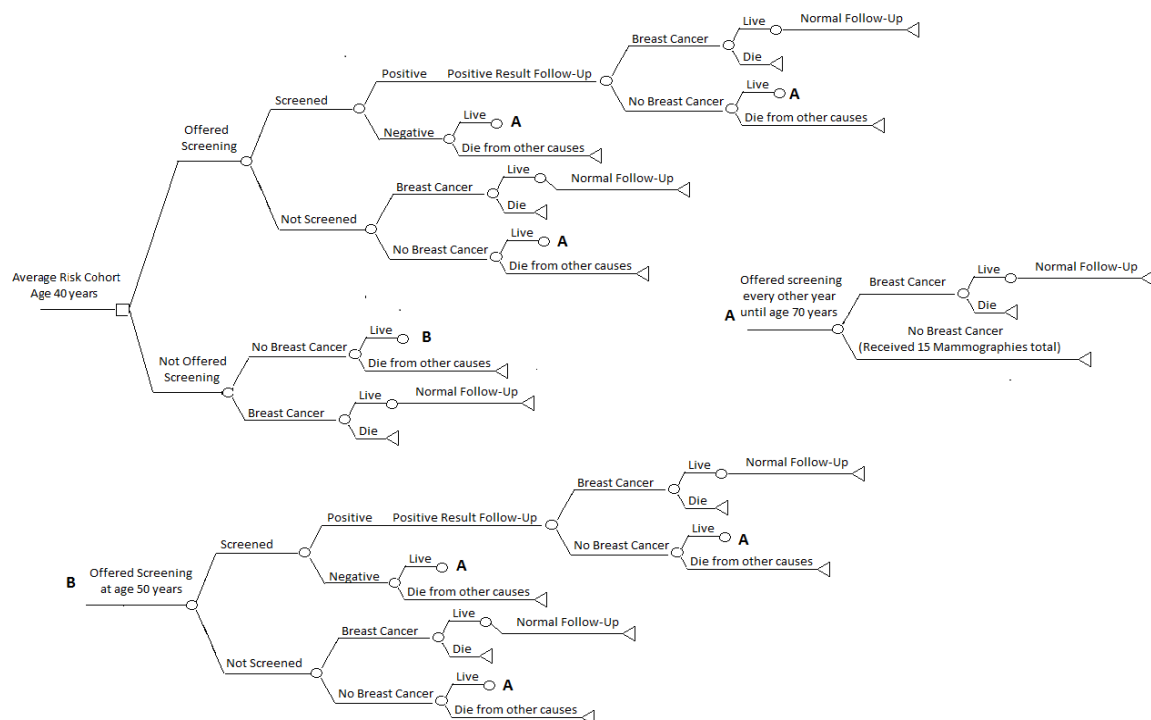 Live
Normal Follow-Up
Breast Cancer
Die
Positive
Positive Result Follow-Up
Live
A
No Breast Cancer
Die from other causes
Screened
Live
A
Negative
Die from other causes
Offered
Screening
Live
Normal Follow-Up
Breast Cancer
Die
Not Screened
Live
A
No Breast Cancer
Die from other causes
Average Risk Cohort
Age 40 years
Live
B
No Breast Cancer
Die from other causes
Not Offered
Screening
Live
Normal Follow-Up
Breast Cancer
Die
A
Offered screening
every other year
until age 70 years
Live
Normal Follow-Up
Breast Cancer
Die
No Breast Cancer
(Received 15 Mammographies total)
B
Offered Screening
at age 50 years
Screened
Positive
Positive Result Follow-Up
Breast Cancer
Live
Normal Follow-Up
Die
No Breast Cancer
Live
A
Die from other causes
Negative
Live
A
Die from other causes
Not Screened
Breast Cancer
Live
Normal Follow-Up
Die
No Breast Cancer
Live
A
Die from other causes